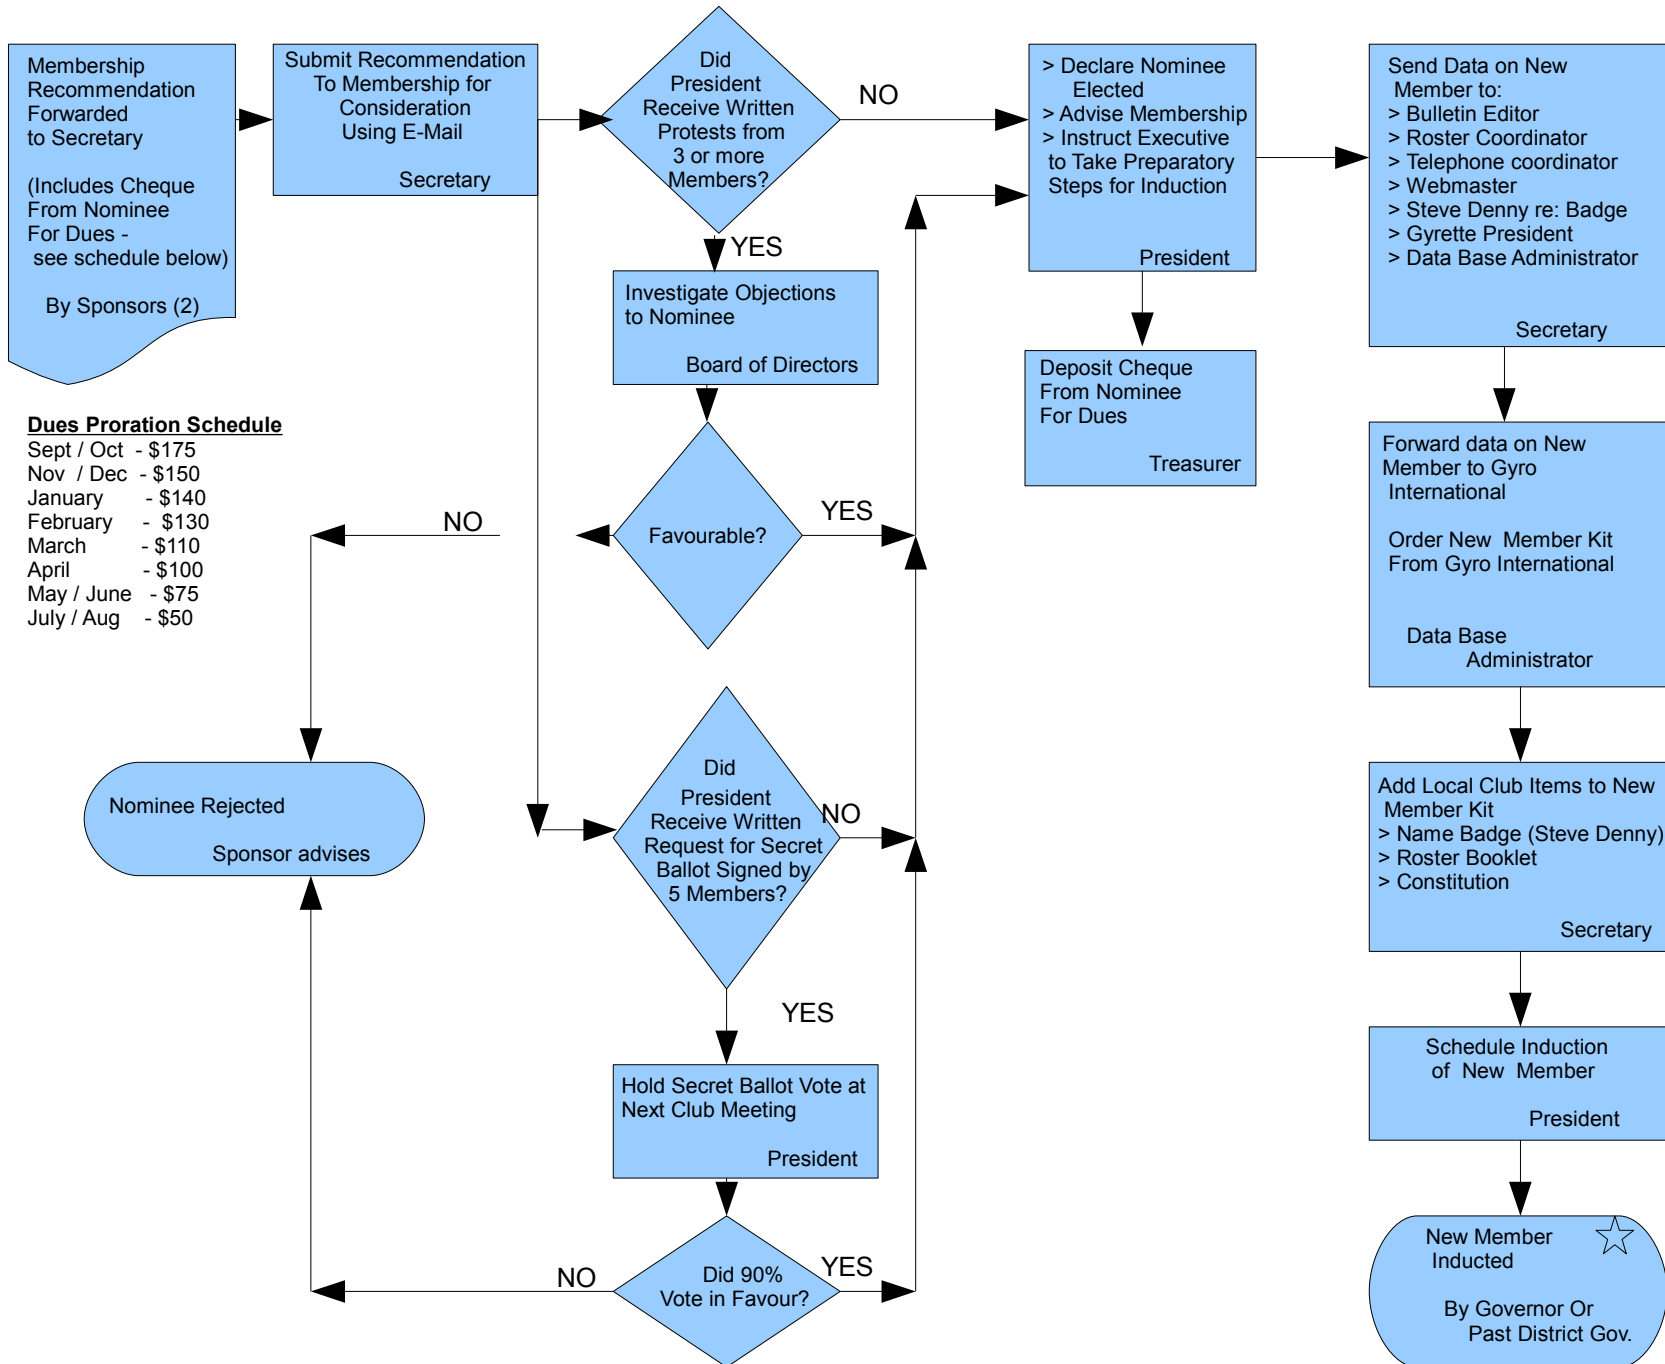 Membership
Recommendation
Forwarded
to Secretary
(Includes Cheque
From Nominee
For Dues -
see schedule below)
By Sponsors (2)
Submit Recommendation
To Membership for
Consideration
Using E-Mail
Secretary
Did
President
Receive Written
Protests from
3 or more
Members?
NO
YES
> Declare Nominee
Elected
> Advise Membership
> Instruct Executive
to Take Preparatory
Steps for Induction
President
Send Data on New
Member to:
> Bulletin Editor
> Roster Coordinator
> Telephone coordinator
> Webmaster
> Steve Denny re: Badge
> Gyrette President
> Data Base Administrator
Secretary
Investigate Objections
to Nominee
Board of Directors
Deposit Cheque
From Nominee
For Dues
Treasurer
Dues Proration Schedule
Sept / Oct - $175
Nov / Dec - $150
January - $140
February - $130
March - $110
April - $100
May / June - $75
July / Aug - $50
NO
Favourable?
YES
Forward data on New
Member to Gyro
International
Order New Member Kit
From Gyro International
Data Base
Administrator
Nominee Rejected
Sponsor advises
Did
President
Receive Written
Request for Secret
Ballot Signed by
5 Members?
NO
YES
Add Local Club Items to New
Member Kit
> Name Badge (Steve Denny)
> Roster Booklet
> Constitution
Secretary
Hold Secret Ballot Vote at
Next Club Meeting
President
Schedule Induction
of New Member
President
NO
Did 90%
Vote in Favour?
YES
New Member
Inducted
By Governor Or
Past District Gov.